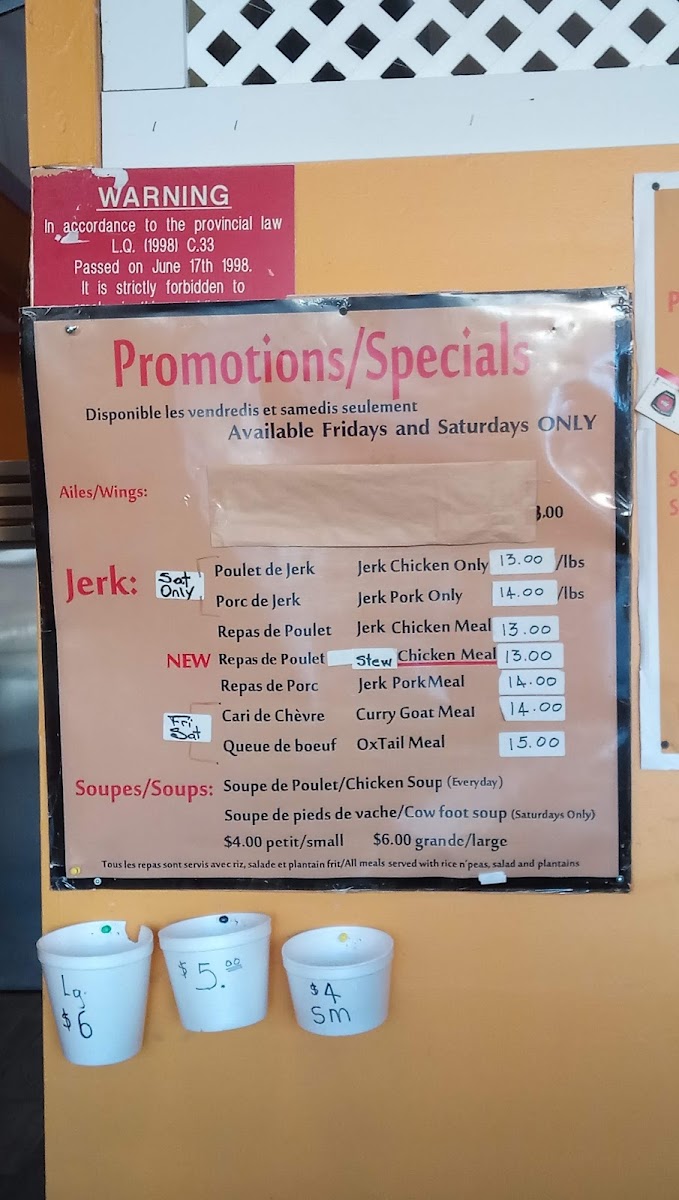 WARNING
In accordance to the provincial law
L.Q. (1998) C.33
Passed on June 17th 1998.
It is strictly forbidden to
Promotions/Specials
Disponible les vendredis et samedis seulement
Available Fridays and Saturdays ONLY
Ailes/Wings:
.00
Jerk: Sat Only
Poulet de Jerk Jerk Chicken Only 13.00 /lbs
Porc de Jerk Jerk Pork Only 14.00 /lbs
Repas de Poulet Jerk Chicken Meal 13.00
NEW Repas de Poulet Stew Chicken Meal 13.00
Repas de Porc Jerk Pork Meal 14.00
Fri Sat
Cari de Chèvre Curry Goat Meal 14.00
Queue de boeuf OxTail Meal 15.00
Soupes/Soups: Soupe de Poulet/Chicken Soup (Everyday)
Soupe de pieds de vache/Cow foot soup (Saturdays Only)
$4.00 petit/small $6.00 grande/large
Tous les repas sont servis avec riz, salade et plantain frit/All meals served with rice n'peas, salad and plantains
Lg.
$6
$5.00
$4
Sm